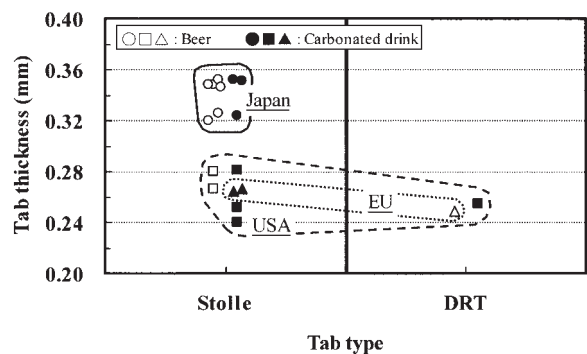 0.40
○□△ : Beer ●■▲ : Carbonated drink
0.36
Japan
0.32
0.28
EU
USA
0.24
0.20
Stolle DRT
Tab type
Tab thickness (mm)